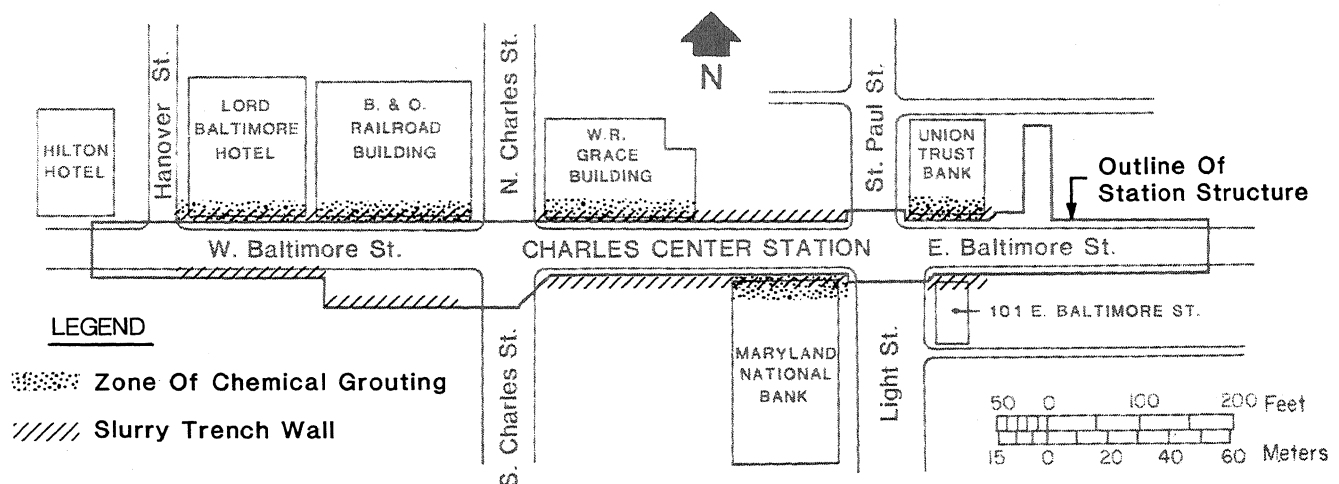 Hanover St.
N. Charles St.
N
St. Paul St.
LORD
BALTIMORE
HOTEL
B. & O.
RAILROAD
BUILDING
W.R.
GRACE
BUILDING
UNION
TRUST
BANK
HILTON
HOTEL
Outline Of
Station Structure
W. Baltimore St.
CHARLES CENTER STATION
E. Baltimore St.
101 E. BALTIMORE ST.
LEGEND
Zone Of Chemical Grouting
Slurry Trench Wall
S. Charles St.
MARYLAND
NATIONAL
BANK
Light St.
50 0 100 200 Feet
15 0 20 40 60 Meters